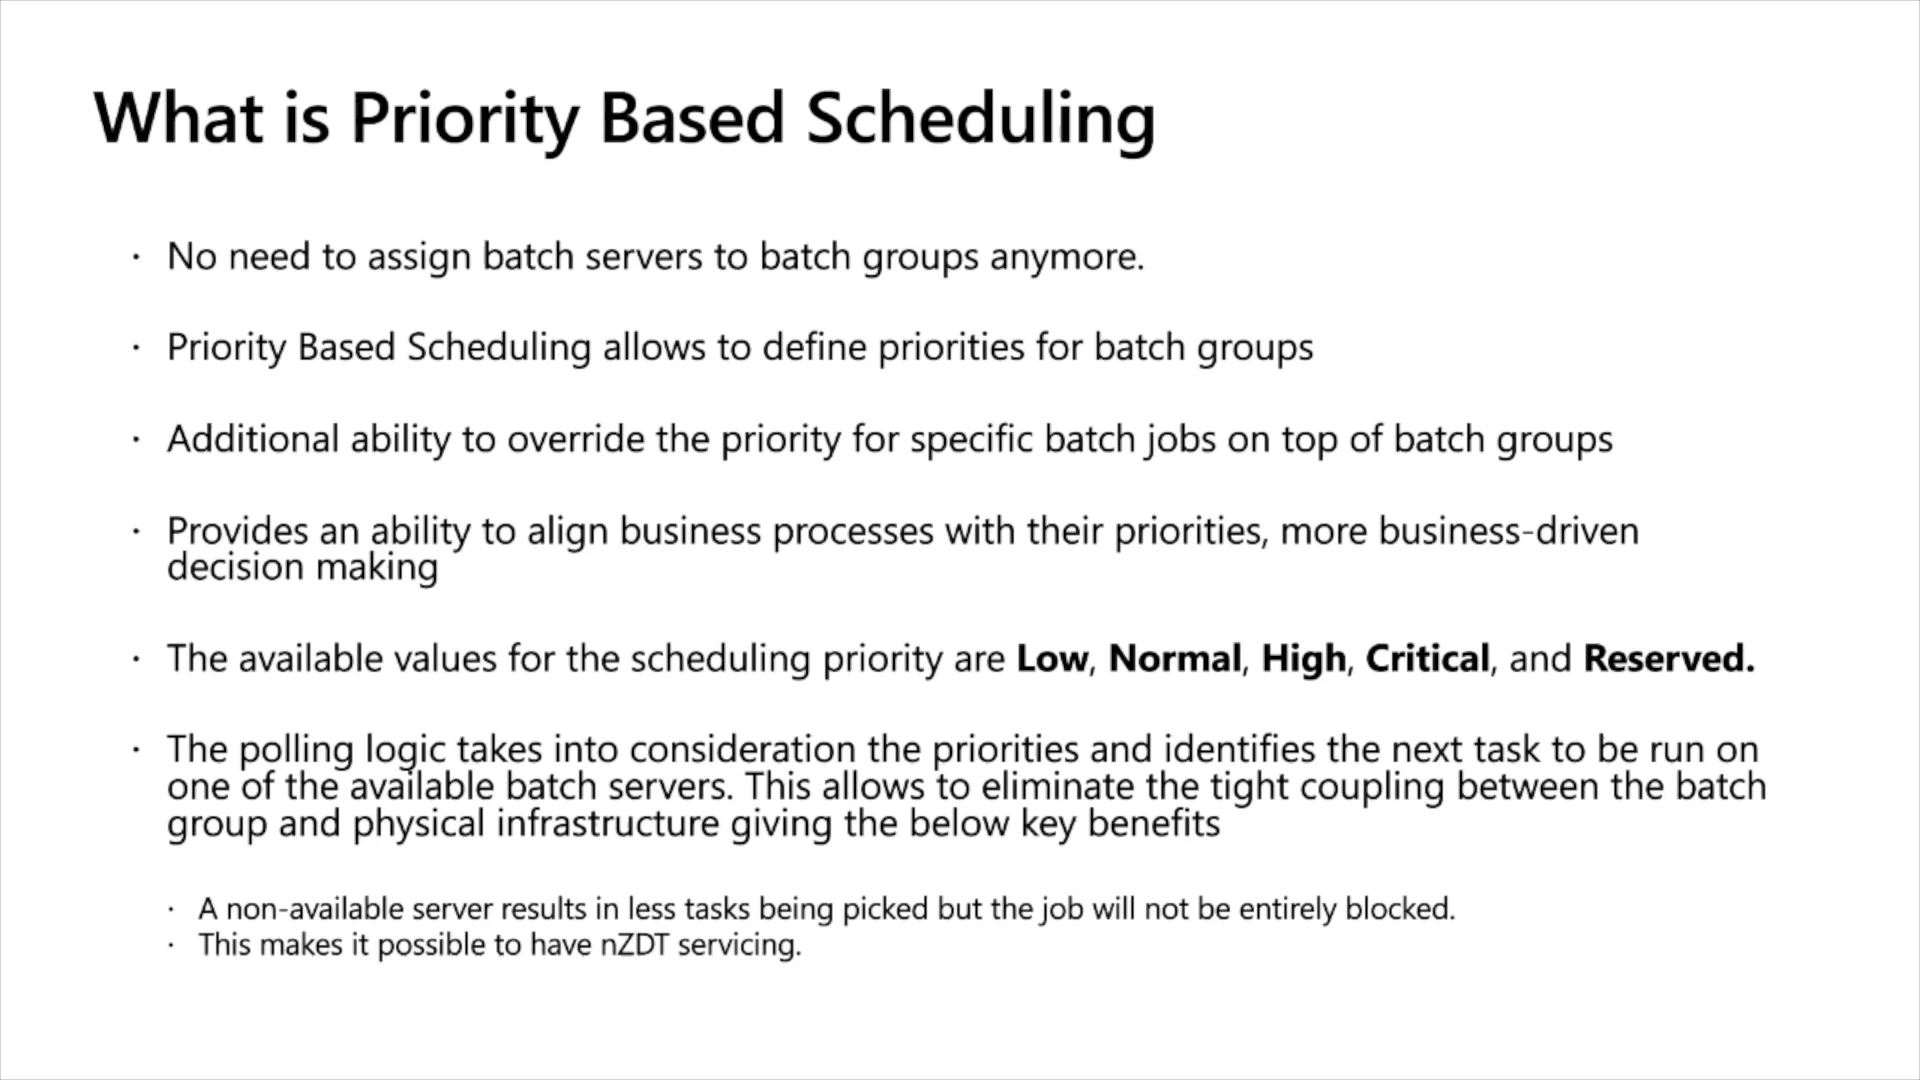 What is Priority Based Scheduling
· No need to assign batch servers to batch groups anymore.
· Priority Based Scheduling allows to define priorities for batch groups
· Additional ability to override the priority for specific batch jobs on top of batch groups
· Provides an ability to align business processes with their priorities, more business-driven
decision making
· The available values for the scheduling priority are Low, Normal, High, Critical, and Reserved.
· The polling logic takes into consideration the priorities and identifies the next task to be run on
one of the available batch servers. This allows to eliminate the tight coupling between the batch
group and physical infrastructure giving the below key benefits
· A non-available server results in less tasks being picked but the job will not be entirely blocked.
· This makes it possible to have nZDT servicing.